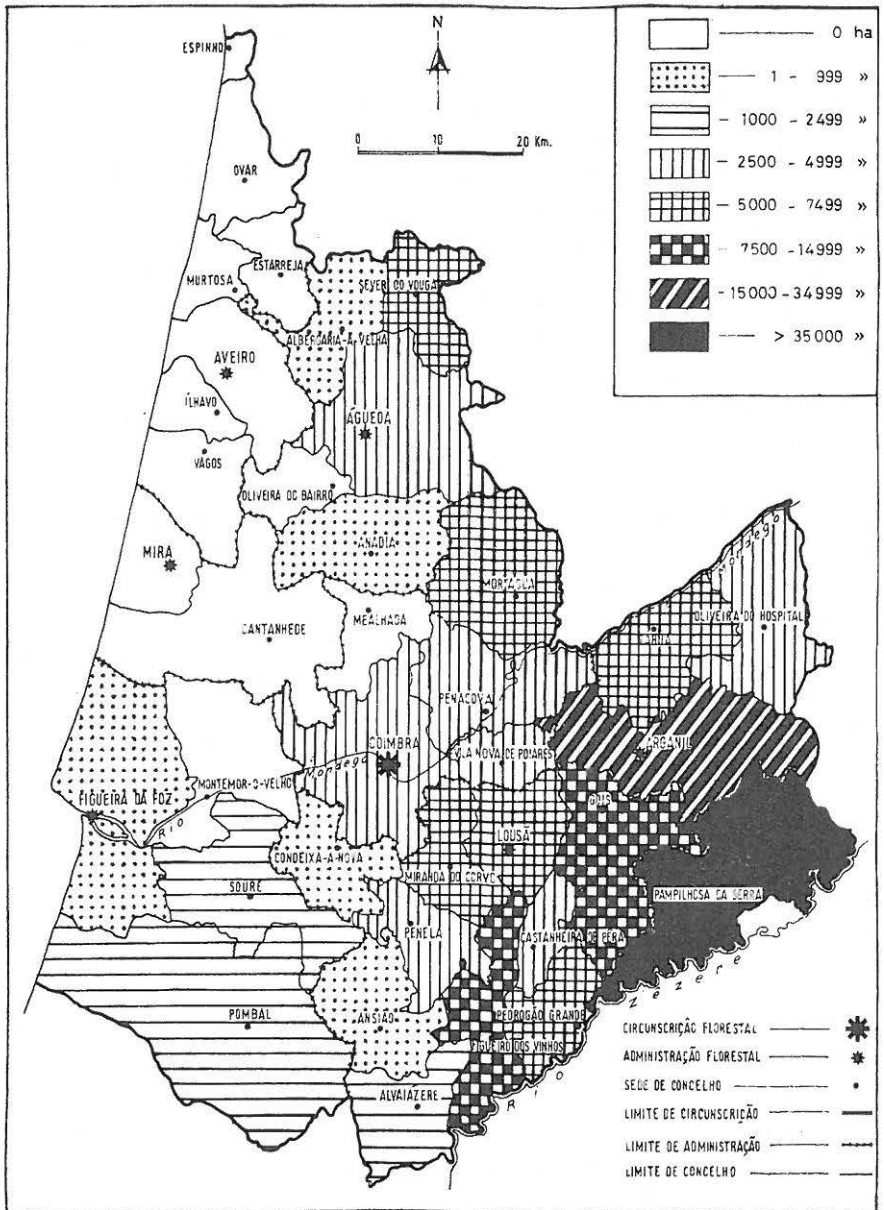 N
0 10 20 Km.
0 ha
1 - 999 »
- 1000 - 2499 »
- 2500 - 4999 »
- 5000 - 7499 »
- 7500 - 14999 »
- 15000 - 34999 »
> 35000 »
ESPINHO
OVAR
ESTARREJA
MURTOSA
SEVER DO VOUGA
ALBERGARIA-A-VELHA
AVEIRO
ÍLHAVO
ÁGUEDA
VAGOS
OLIVEIRA DO BAIRRO
MIRA
ANADIA
MORTÁGUA
Mondego
OLIVEIRA DO HOSPITAL
MEALHADA
CANTANHEDE
TÁBUA
PENACOVA
COIMBRA
VILA NOVA DE POIARES
ARGANIL
Mondego
MONTEMOR-O-VELHO
FIGUEIRA DA FOZ
RIO
GOIS
LOUSÃ
CONDEIXA-A-NOVA
MIRANDA DO CORVO
SOURE
PAMPILHOSA DA SERRA
PENELA
CASTANHEIRA DE PERA
Zêzere
POMBAL
ANSIÃO
PEDROGÃO GRANDE
FIGUEIRO DOS VINHOS
Rio
ALVAIÁZERE
CIRCUNSCRIÇÃO FLORESTAL
ADMINISTRAÇÃO FLORESTAL
SEDE DE CONCELHO
LIMITE DE CIRCUNSCRIÇÃO
LIMITE DE ADMINISTRAÇÃO
LIMITE DE CONCELHO